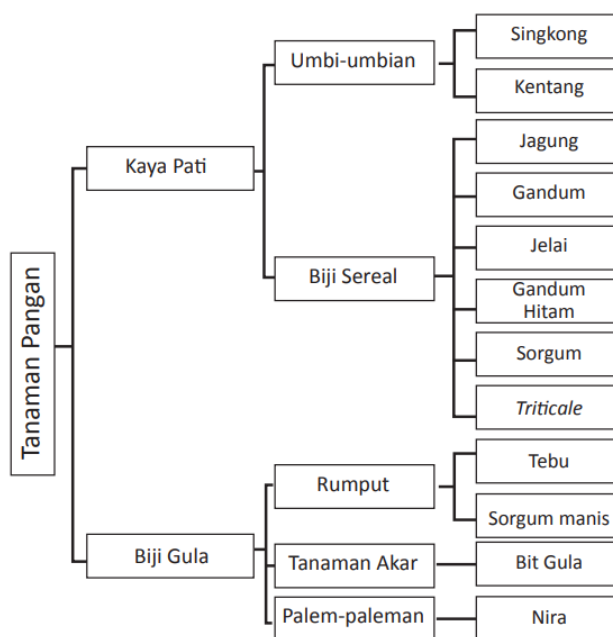 Tanaman Pangan
Kaya Pati
Umbi-umbian
Singkong
Kentang
Biji Sereal
Jagung
Gandum
Jelai
Gandum
Hitam
Sorgum
Triticale
Biji Gula
Rumput
Tebu
Sorgum manis
Tanaman Akar
Bit Gula
Palem-paleman
Nira